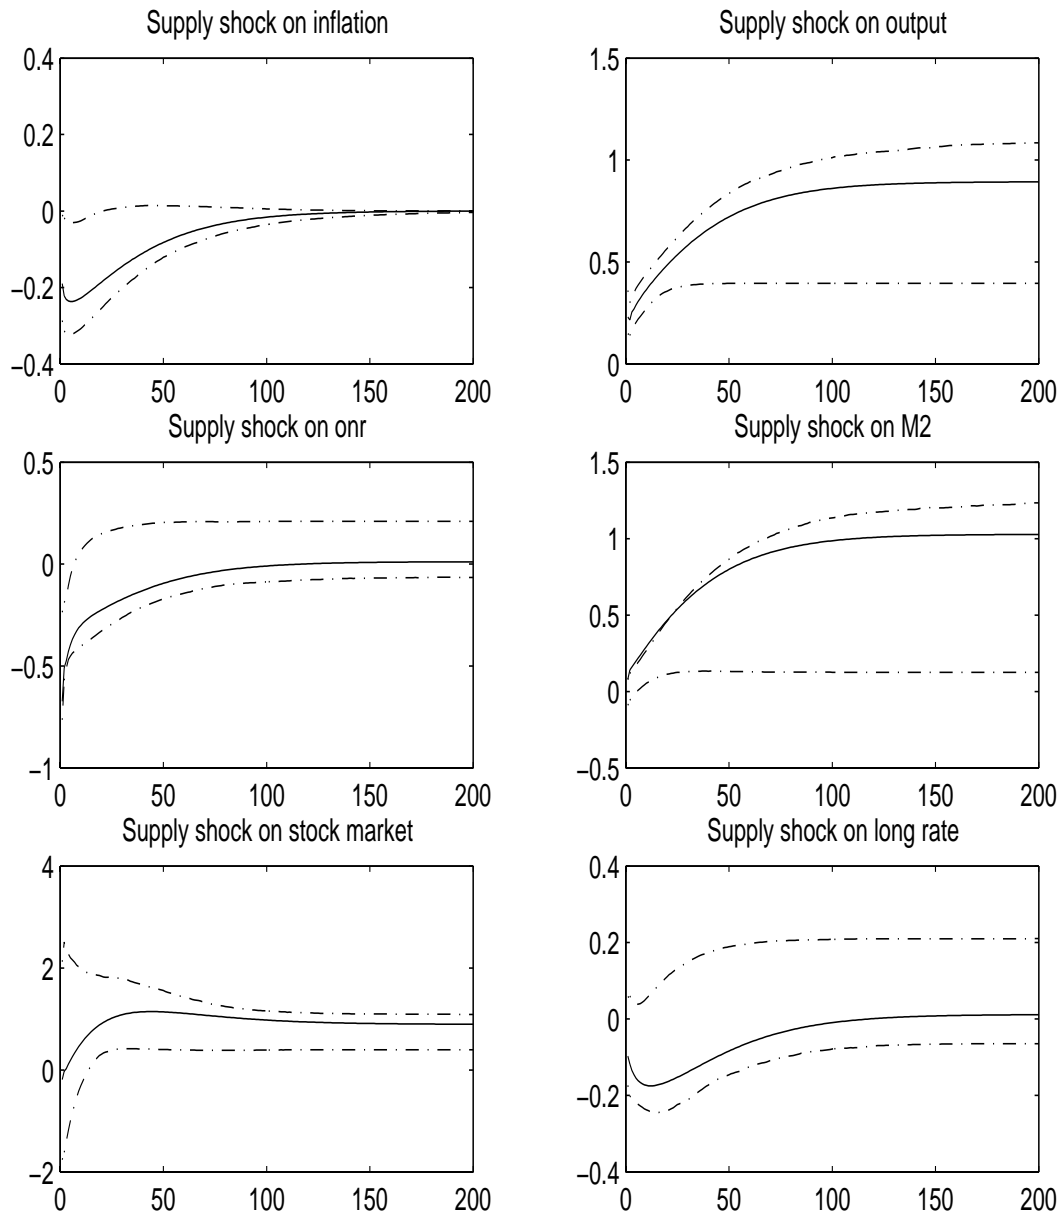 Supply shock on inflation
0.4
0.2
0
−0.2
−0.4
0 50 100 150 200
Supply shock on output
1.5
1
0.5
0
0 50 100 150 200
Supply shock on onr
0.5
0
−0.5
−1
0 50 100 150 200
Supply shock on M2
1.5
1
0.5
0
−0.5
0 50 100 150 200
Supply shock on stock market
4
2
0
−2
0 50 100 150 200
Supply shock on long rate
0.4
0.2
0
−0.2
−0.4
0 50 100 150 200